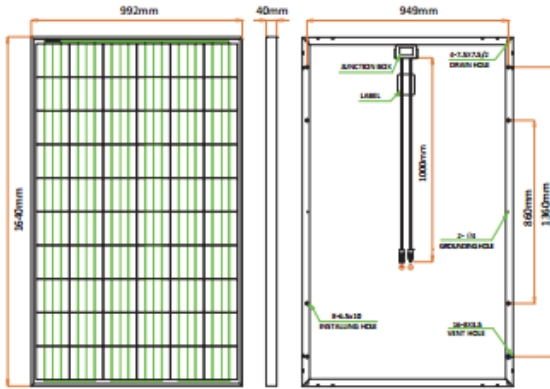 992mm
40mm
949mm
JUNCTION BOX
DRAIN HOLE
LABEL
1640mm
1000mm
860mm
1360mm
GROUNDING HOLE
INSTALLING HOLE
VENT HOLE